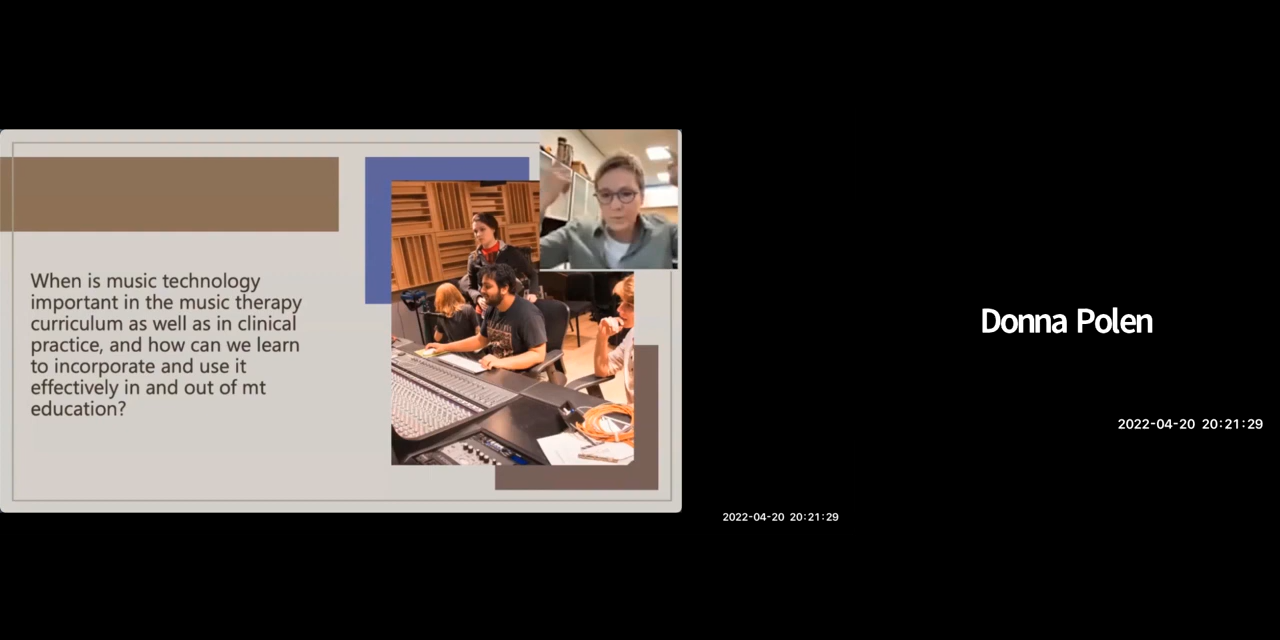 When is music technology
important in the music therapy
curriculum as well as in clinical
practice, and how can we learn
to incorporate and use it
effectively in and out of mt
education?
Donna Polen
2022-04-20 20:21:29
2022-04-20 20:21:29